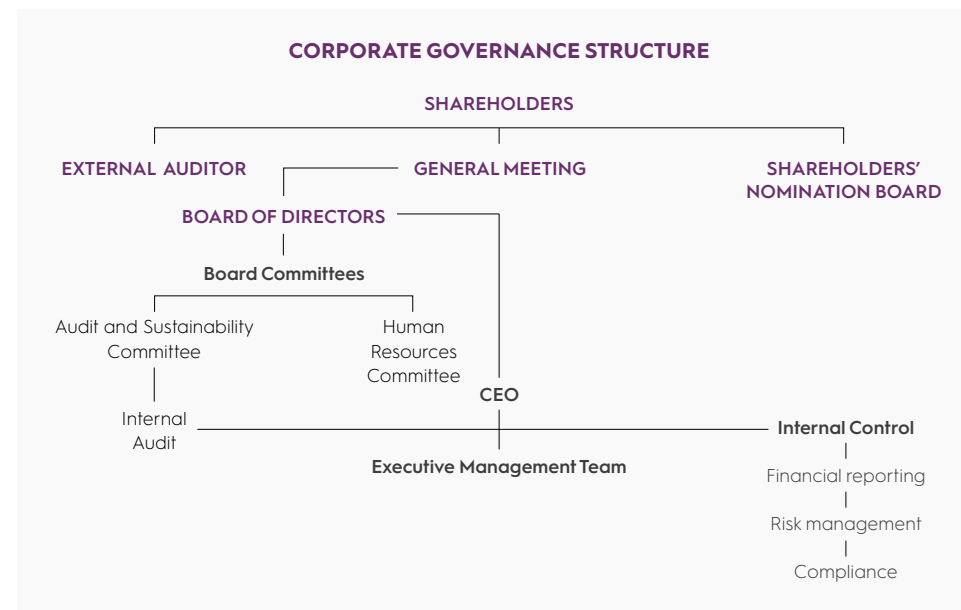 CORPORATE GOVERNANCE STRUCTURE
SHAREHOLDERS
EXTERNAL AUDITOR
GENERAL MEETING
SHAREHOLDERS’
NOMINATION BOARD
BOARD OF DIRECTORS
Board Committees
Audit and Sustainability
Committee
Human
Resources
Committee
CEO
Internal
Audit
Internal Control
Executive Management Team
Financial reporting
Risk management
Compliance